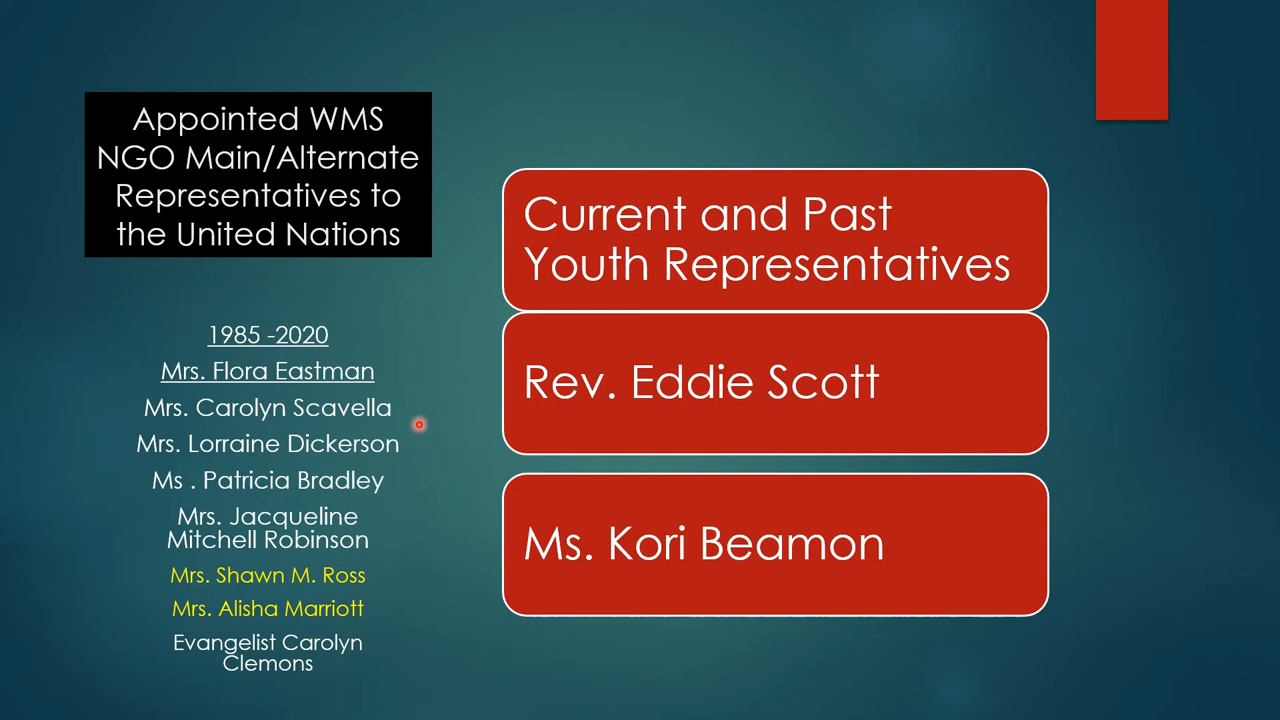 Appointed WMS
NGO Main/Alternate
Representatives to
the United Nations
1985 -2020
Mrs. Flora Eastman
Mrs. Carolyn Scavella
Mrs. Lorraine Dickerson
Ms . Patricia Bradley
Mrs. Jacqueline
Mitchell Robinson
Mrs. Shawn M. Ross
Mrs. Alisha Marriott
Evangelist Carolyn
Clemons
Current and Past
Youth Representatives
Rev. Eddie Scott
Ms. Kori Beamon